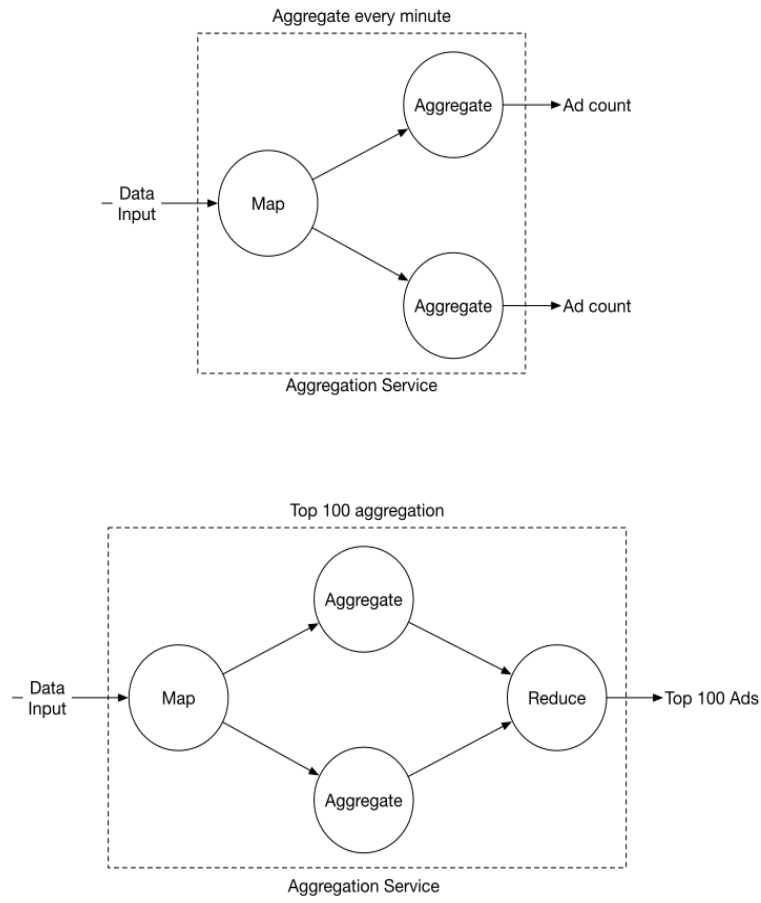 Aggregate every minute
Aggregate
Ad count
Data
Input
Map
Aggregate
Ad count
Aggregation Service
Top 100 aggregation
Aggregate
Data
Input
Map
Reduce
Top 100 Ads
Aggregate
Aggregation Service